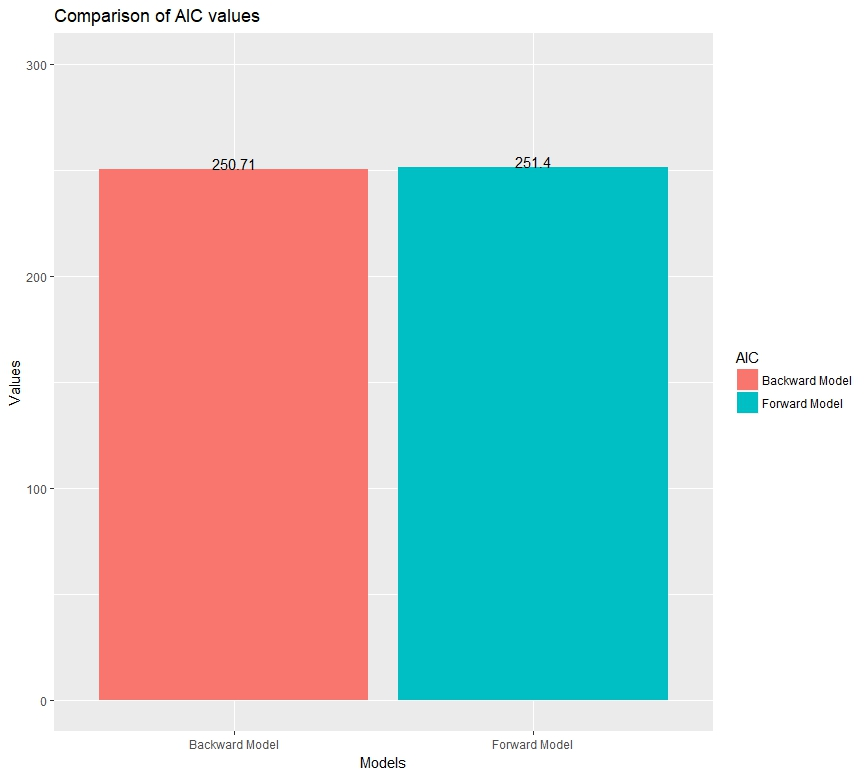 Comparison of AIC values
300
200
100
0
Values
250.71
251.4
Backward Model
Forward Model
Models
AIC
Backward Model
Forward Model